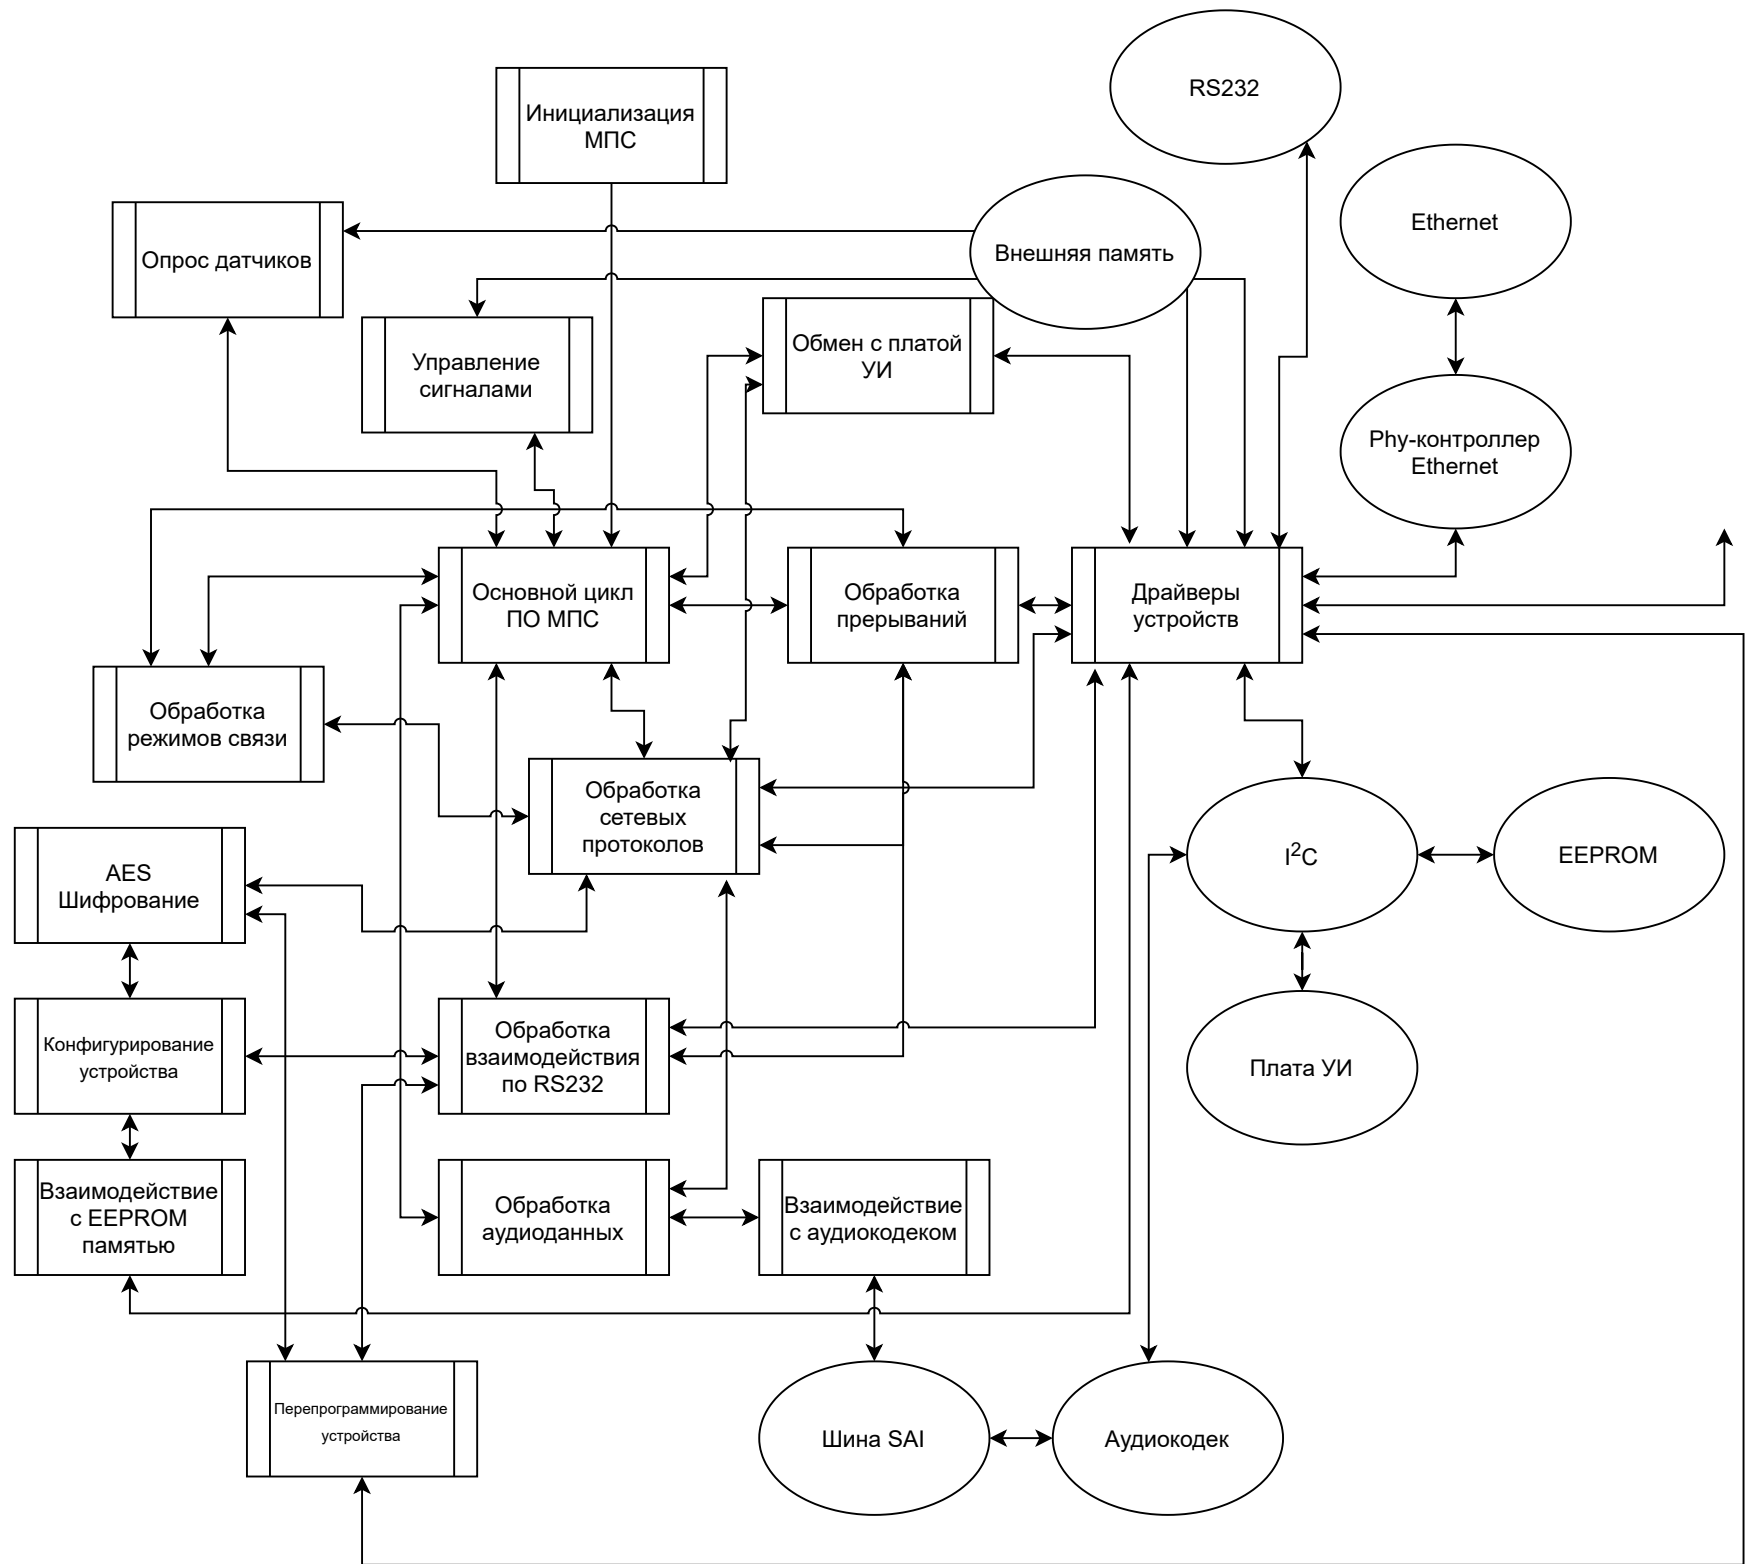 RS232
Инициализация
МПС
Ethernet
Внешняя память
Опрос датчиков
Обмен с платой
УИ
Управление
сигналами
Phy-контроллер
Ethernet
Основной цикл
ПО МПС
Обработка
прерываний
Драйверы
устройств
Обработка
режимов связи
Обработка
сетевых
протоколов
I²C
EEPROM
AES
Шифрование
Конфигурирование
устройства
Обработка
взаимодействия
по RS232
Плата УИ
Взаимодействие
с EEPROM
памятью
Обработка
аудиоданных
Взаимодействие
с аудиокодеком
Перепрограммирование
устройства
Шина SAI
Аудиокодек